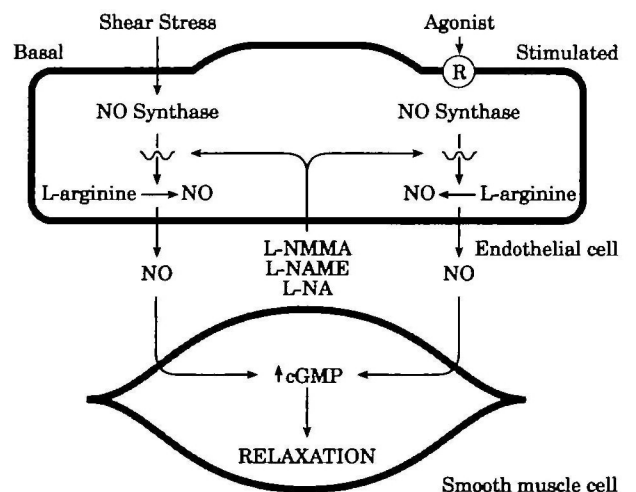 Shear Stress
Agonist
Basal
Stimulated
R
NO Synthase
NO Synthase
L-arginine
NO
NO
L-arginine
L-NMMA
L-NAME
L-NA
Endothelial cell
NO
NO
cGMP
RELAXATION
Smooth muscle cell